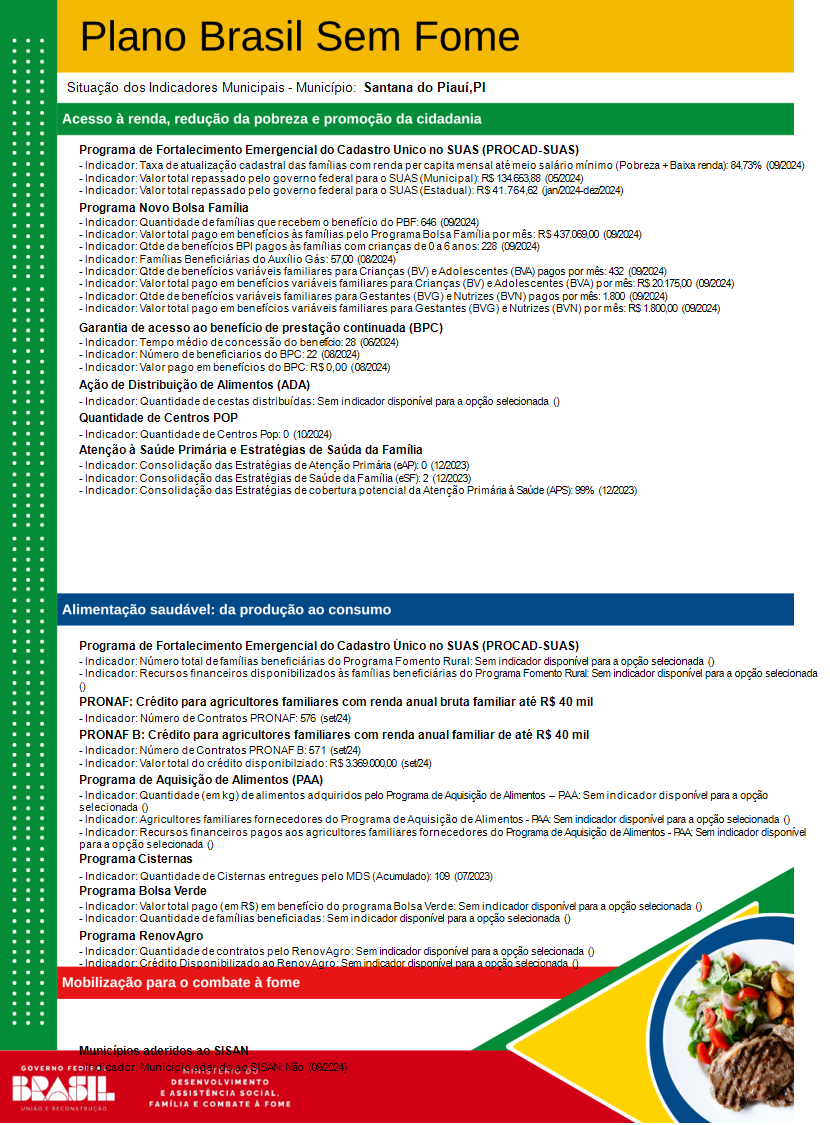 Plano Brasil Sem Fome
Situação dos Indicadores Municipais - Município: Santana do Piauí,PI
Acesso à renda, redução da pobreza e promoção da cidadania
Programa de Fortalecimento Emergencial do Cadastro Único no SUAS (PROCAD-SUAS)
- Indicador: Taxa de atualização cadastral das famílias com renda per capita mensal até meio salário mínimo (Pobreza + Baixa renda): 84,73% (09/2024)
- Indicador: Valor total repassado pelo governo federal para o SUAS (Municipal): R$ 134.653,88 (05/2024)
- Indicador: Valor total repassado pelo governo federal para o SUAS (Estadual): R$ 41.764,62 (jan/2024-dez/2024)
Programa Novo Bolsa Família
- Indicador: Quantidade de famílias que recebem o benefício do PBF: 646 (09/2024)
- Indicador: Valor total pago em benefícios às famílias pelo Programa Bolsa Família por mês: R$ 437.069,00 (09/2024)
- Indicador: Qtde de benefícios BPI pagos às famílias com crianças de 0 a 6 anos: 228 (09/2024)
- Indicador: Famílias Beneficiárias do Auxílio Gás: 57,00 (08/2024)
- Indicador: Qtde de benefícios variáveis familiares para Crianças (BV) e Adolescentes (BVA) pagos por mês: 432 (09/2024)
- Indicador: Valor total pago em benefícios variáveis familiares para Crianças (BV) e Adolescentes (BVA) por mês: R$ 20.175,00 (09/2024)
- Indicador: Qtde de benefícios variáveis familiares para Gestantes (BVG) e Nutrizes (BVN) pagos por mês: 1.800 (09/2024)
- Indicador: Valor total pago em benefícios variáveis familiares para Gestantes (BVG) e Nutrizes (BVN) por mês: R$ 1.800,00 (09/2024)
Garantia de acesso ao benefício de prestação continuada (BPC)
- Indicador: Tempo médio de concessão do benefício: 28 (06/2024)
- Indicador: Número de beneficiarios do BPC: 22 (08/2024)
- Indicador: Valor pago em benefícios do BPC: R$ 0,00 (08/2024)
Ação de Distribuição de Alimentos (ADA)
- Indicador: Quantidade de cestas distribuídas: Sem indicador disponível para a opção selecionada ()
Quantidade de Centros POP
- Indicador: Quantidade de Centros Pop: 0 (10/2024)
Atenção à Saúde Primária e Estratégias de Saúda da Família
- Indicador: Consolidação das Estratégias de Atenção Primária (eAP): 0 (12/2023)
- Indicador: Consolidação das Estratégias de Saúde da Família (eSF): 2 (12/2023)
- Indicador: Consolidação das Estratégias de cobertura potencial da Atenção Primária à Saúde (APS): 99% (12/2023)
Alimentação saudável: da produção ao consumo
Programa de Fortalecimento Emergencial do Cadastro Único no SUAS (PROCAD-SUAS)
- Indicador: Número total de famílias beneficiárias do Programa Fomento Rural: Sem indicador disponível para a opção selecionada ()
- Indicador: Recursos financeiros disponibilizados às famílias beneficiárias do Programa Fomento Rural: Sem indicador disponível para a opção selecionada
()
PRONAF: Crédito para agricultores familiares com renda anual bruta familiar até R$ 40 mil
- Indicador: Número de Contratos PRONAF: 576 (set/24)
PRONAF B: Crédito para agricultores familiares com renda anual familiar de até R$ 40 mil
- Indicador: Número de Contratos PRONAF B: 571 (set/24)
- Indicador: Valor total do crédito disponibilziado: R$ 3.369.000,00 (set/24)
Programa de Aquisição de Alimentos (PAA)
- Indicador: Quantidade (em kg) de alimentos adquiridos pelo Programa de Aquisição de Alimentos – PAA: Sem indicador disponível para a opção
selecionada ()
- Indicador: Agricultores familiares fornecedores do Programa de Aquisição de Alimentos - PAA: Sem indicador disponível para a opção selecionada ()
- Indicador: Recursos financeiros pagos aos agricultores familiares fornecedores do Programa de Aquisição de Alimentos - PAA: Sem indicador disponível
para a opção selecionada ()
Programa Cisternas
- Indicador: Quantidade de Cisternas entregues pelo MDS (Acumulado): 109 (07/2023)
Programa Bolsa Verde
- Indicador: Valor total pago (em R$) em benefício do programa Bolsa Verde: Sem indicador disponível para a opção selecionada ()
- Indicador: Quantidade de famílias beneficiadas: Sem indicador disponível para a opção selecionada ()
Programa RenovAgro
- Indicador: Quantidade de contratos pelo RenovAgro: Sem indicador disponível para a opção selecionada ()
- Indicador: Crédito Disponibilizado ao RenovAgro: Sem indicador disponível para a opção selecionada ()
Mobilização para o combate à fome
Municípios aderidos ao SISAN
- Indicador: Município aderido ao SISAN: Não (09/2024)
GOVERNO FEDERAL
BRASIL
UNIÃO E RECONSTRUÇÃO
MINISTÉRIO DO
DESENVOLVIMENTO
E ASSISTÊNCIA SOCIAL,
FAMÍLIA E COMBATE À FOME